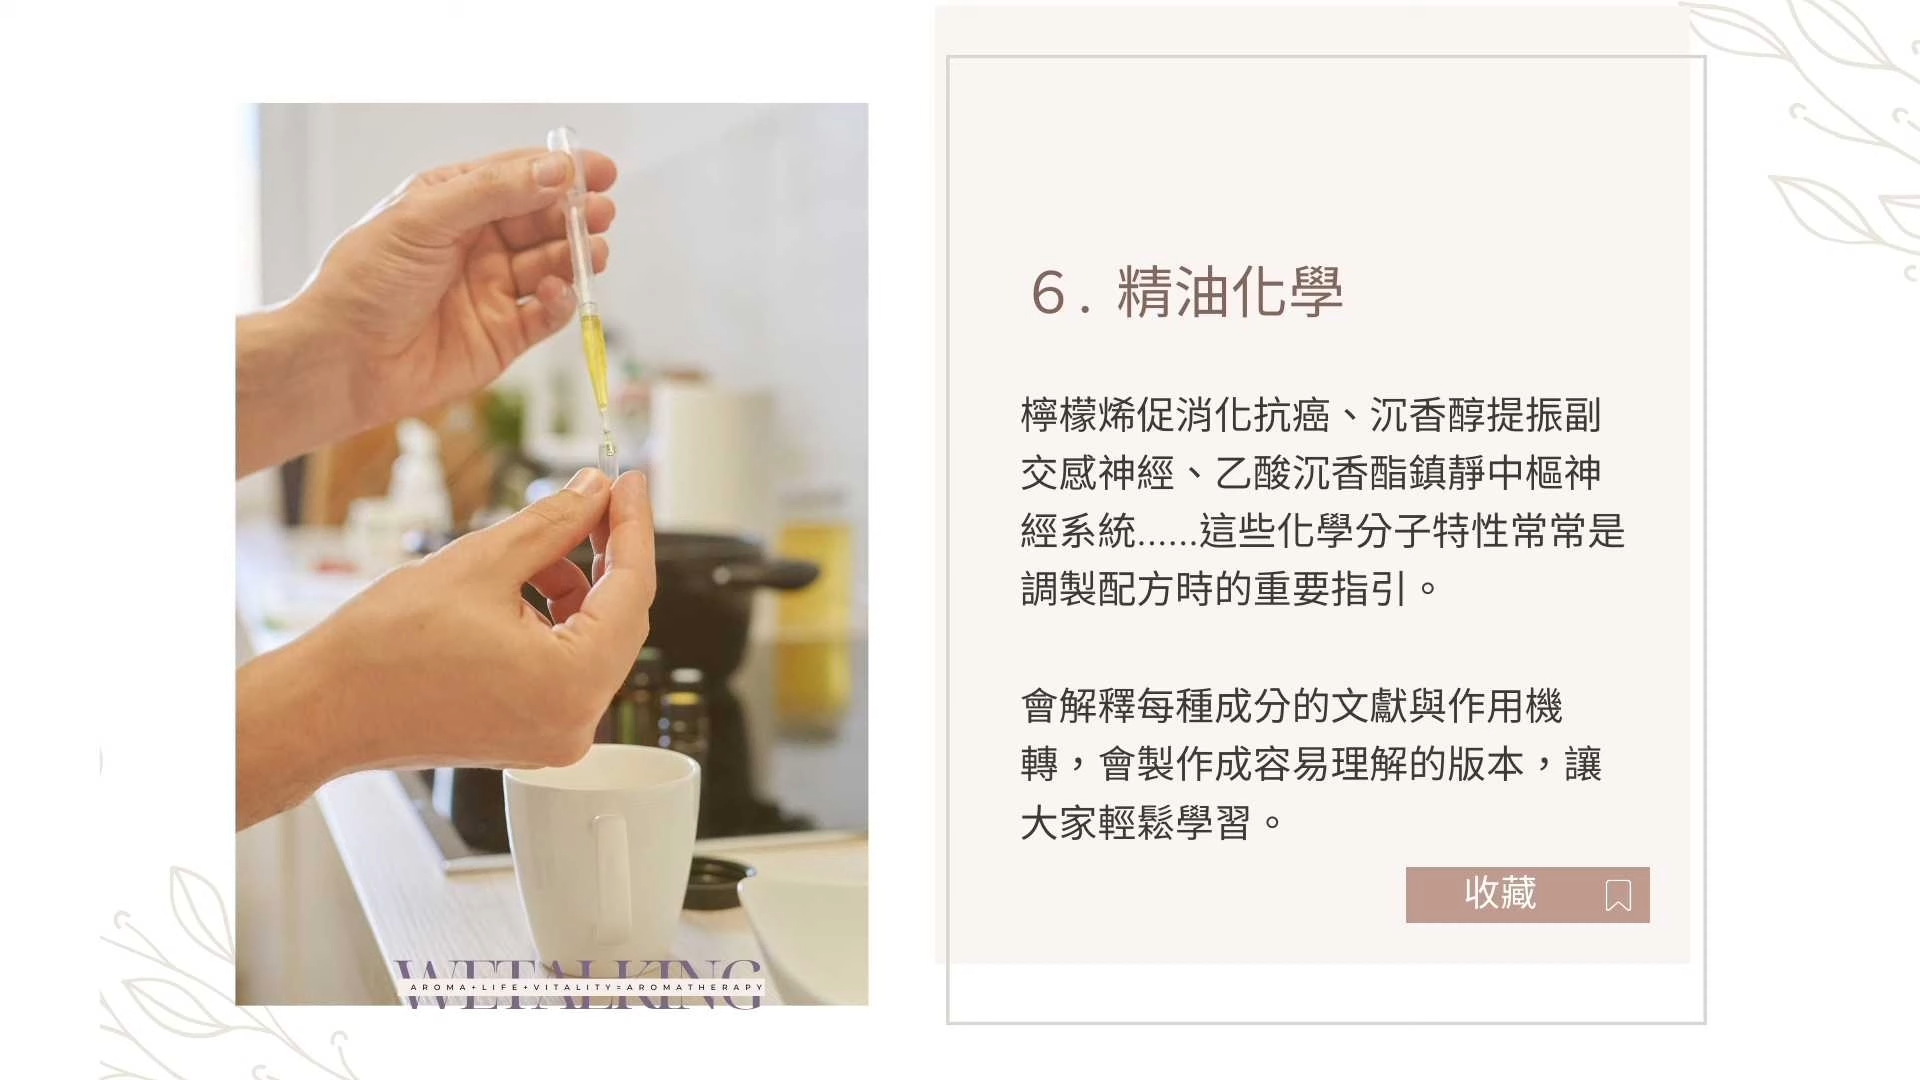 6. 精油化學
檸檬烯促消化抗癌、沉香醇提振副
交感神經、乙酸沉香酯鎮靜中樞神
經系統......這些化學分子特性常常是
調製配方時的重要指引。
會解釋每種成分的文獻與作用機
轉，會製作成容易理解的版本，讓
大家輕鬆學習。
收藏
WETALKING
AROMA+LIFE+VITALITY=AROMATHERAPY